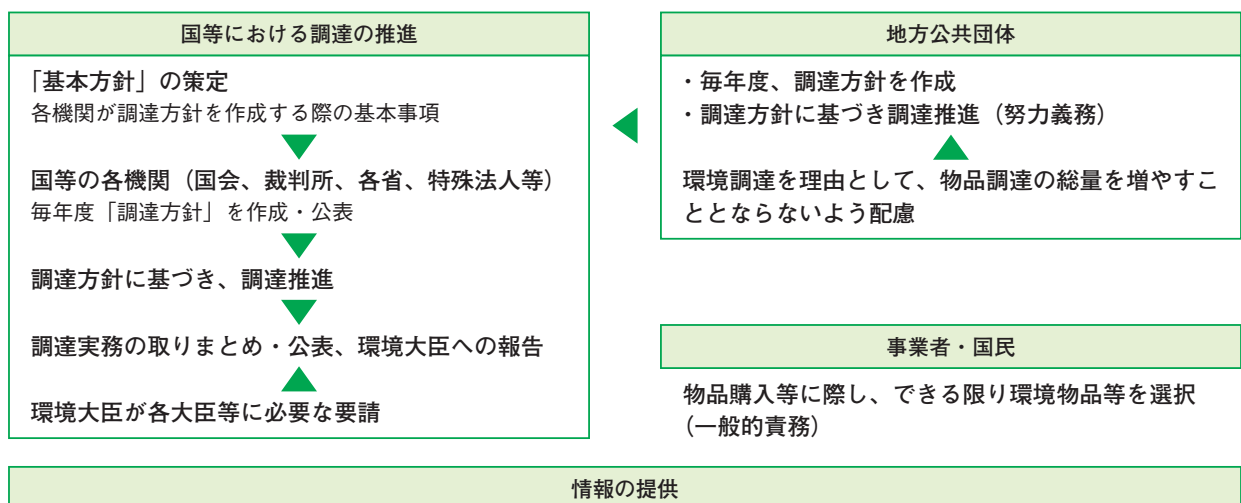 国等における調達の推進
「基本方針」の策定
各機関が調達方針を作成する際の基本事項
国等の各機関（国会、裁判所、各省、特殊法人等）
毎年度「調達方針」を作成・公表
調達方針に基づき、調達推進
調達実務の取りまとめ・公表、環境大臣への報告
環境大臣が各大臣等に必要な要請
地方公共団体
・毎年度、調達方針を作成
・調達方針に基づき調達推進（努力義務）
環境調達を理由として、物品調達の総量を増やすこ
ととならないよう配慮
事業者・国民
物品購入等に際し、できる限り環境物品等を選択
（一般的責務）
情報の提供